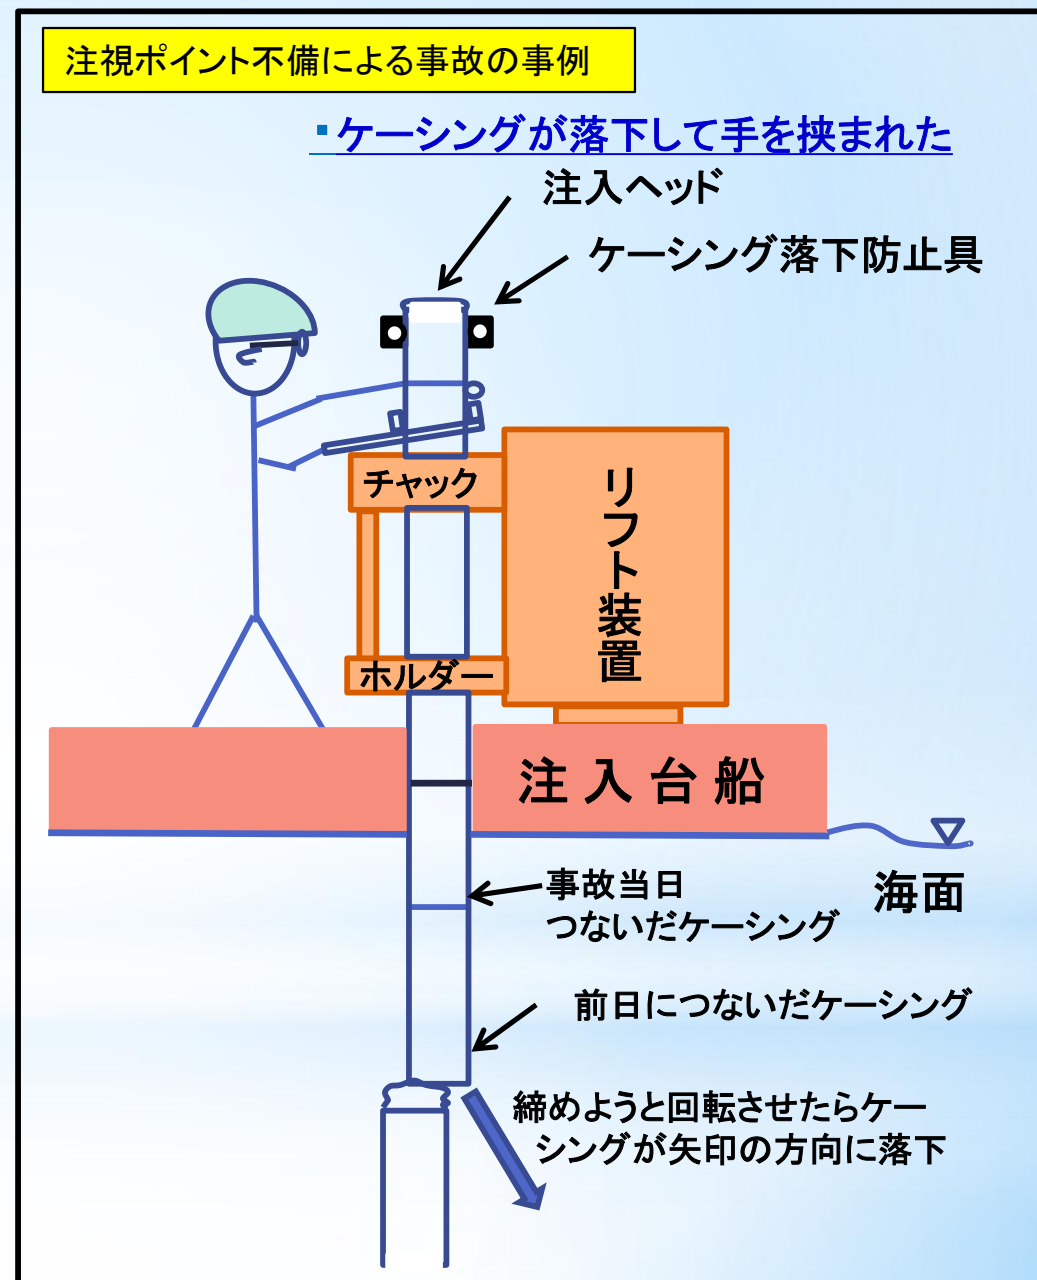 注視ポイント不備による事故の事例
▪ケーシングが落下して手を挟まれた
注入ヘッド
ケーシング落下防止具
チャック
リフト装置
ホルダー
注入台船
海面
事故当日
つないだケーシング
前日につないだケーシング
締めようと回転させたらケー
シングが矢印の方向に落下